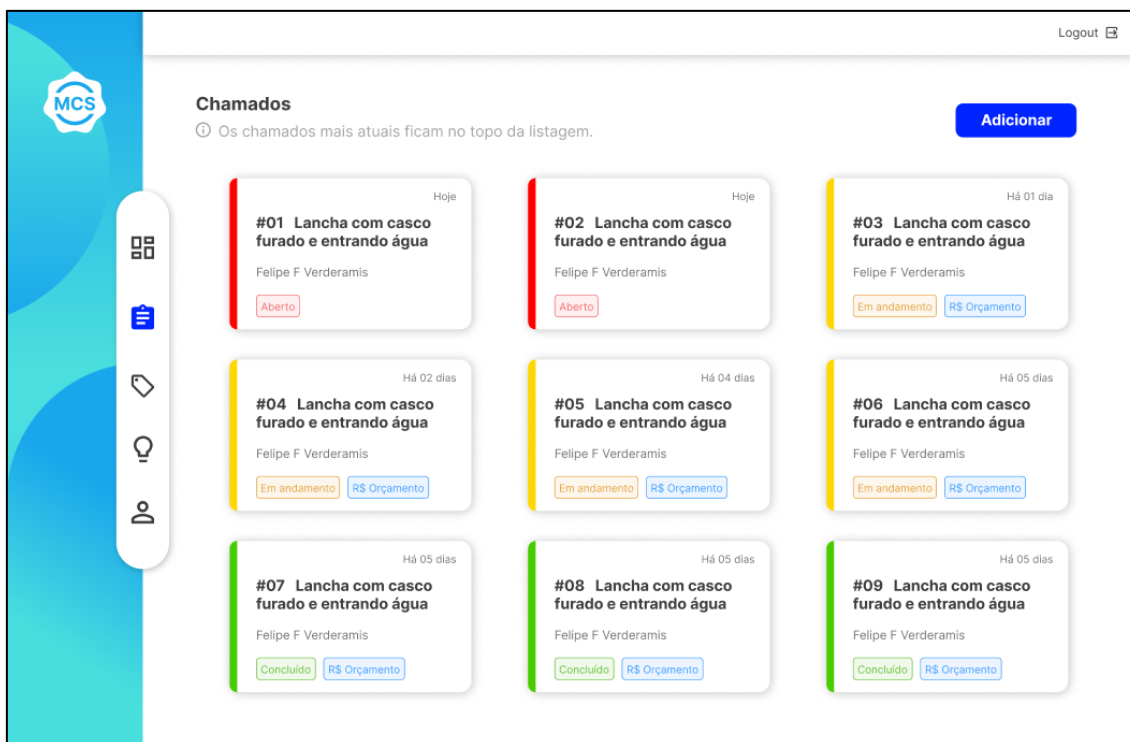 Logout
MCS
Chamados
Os chamados mais atuais ficam no topo da listagem.
Adicionar
Hoje
#01 Lancha com casco
furado e entrando água
Felipe F Verderamis
Aberto
Hoje
#02 Lancha com casco
furado e entrando água
Felipe F Verderamis
Aberto
Há 01 dia
#03 Lancha com casco
furado e entrando água
Felipe F Verderamis
Em andamento R$ Orçamento
Há 02 dias
#04 Lancha com casco
furado e entrando água
Felipe F Verderamis
Em andamento R$ Orçamento
Há 04 dias
#05 Lancha com casco
furado e entrando água
Felipe F Verderamis
Em andamento R$ Orçamento
Há 05 dias
#06 Lancha com casco
furado e entrando água
Felipe F Verderamis
Em andamento R$ Orçamento
Há 05 dias
#07 Lancha com casco
furado e entrando água
Felipe F Verderamis
Concluído R$ Orçamento
Há 05 dias
#08 Lancha com casco
furado e entrando água
Felipe F Verderamis
Concluído R$ Orçamento
Há 05 dias
#09 Lancha com casco
furado e entrando água
Felipe F Verderamis
Concluído R$ Orçamento